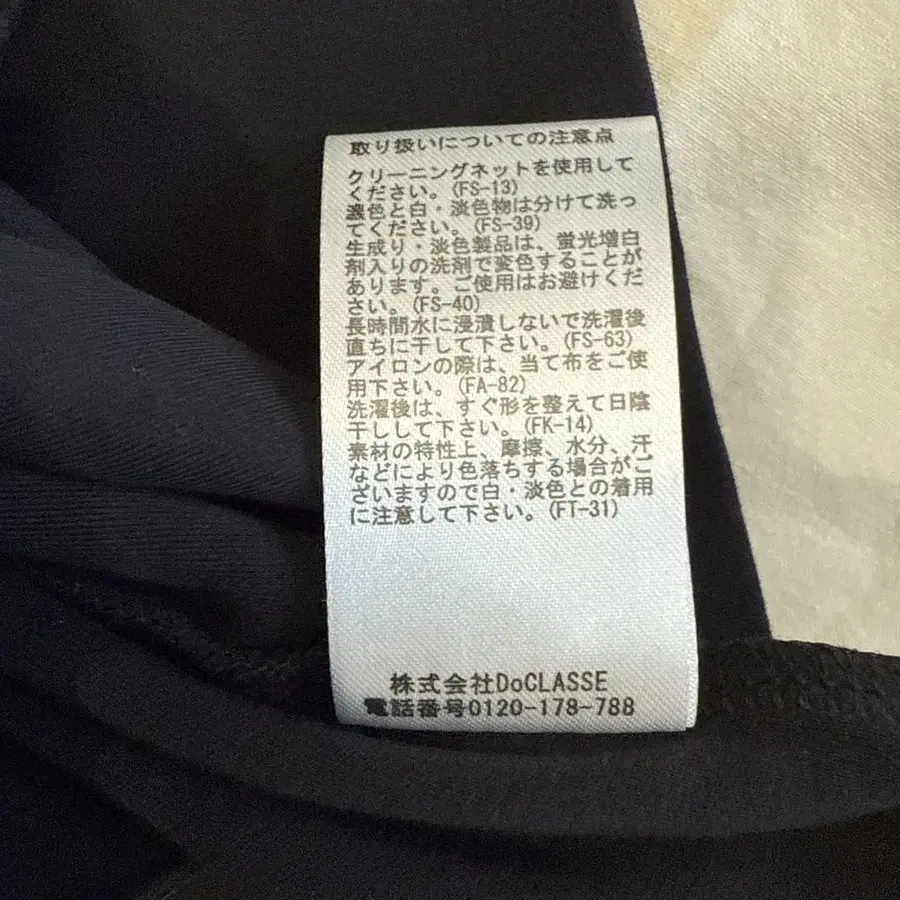 取り扱いについての注意点
クリーニングネットを使用して
ください。(FS-13)
濃色と白・淡色物は分けて洗っ
てください。(FS-39)
生成り・淡色製品は、蛍光増白
剤入りの洗剤で変色することが
あります。ご使用はお避けくだ
さい。(FS-40)
長時間水に浸漬しないで洗濯後
直ちに干して下さい。(FS-63)
アイロンの際は、当て布をご使
用下さい。(FA-82)
洗濯後は、すぐ形を整えて日陰
干しして下さい。(FK-14)
素材の特性上、摩擦、水分、汗
などにより色落ちする場合がご
ざいますので白・淡色との着用
に注意して下さい。(FT-31)
株式会社DoCLASSE
電話番号0120-178-788